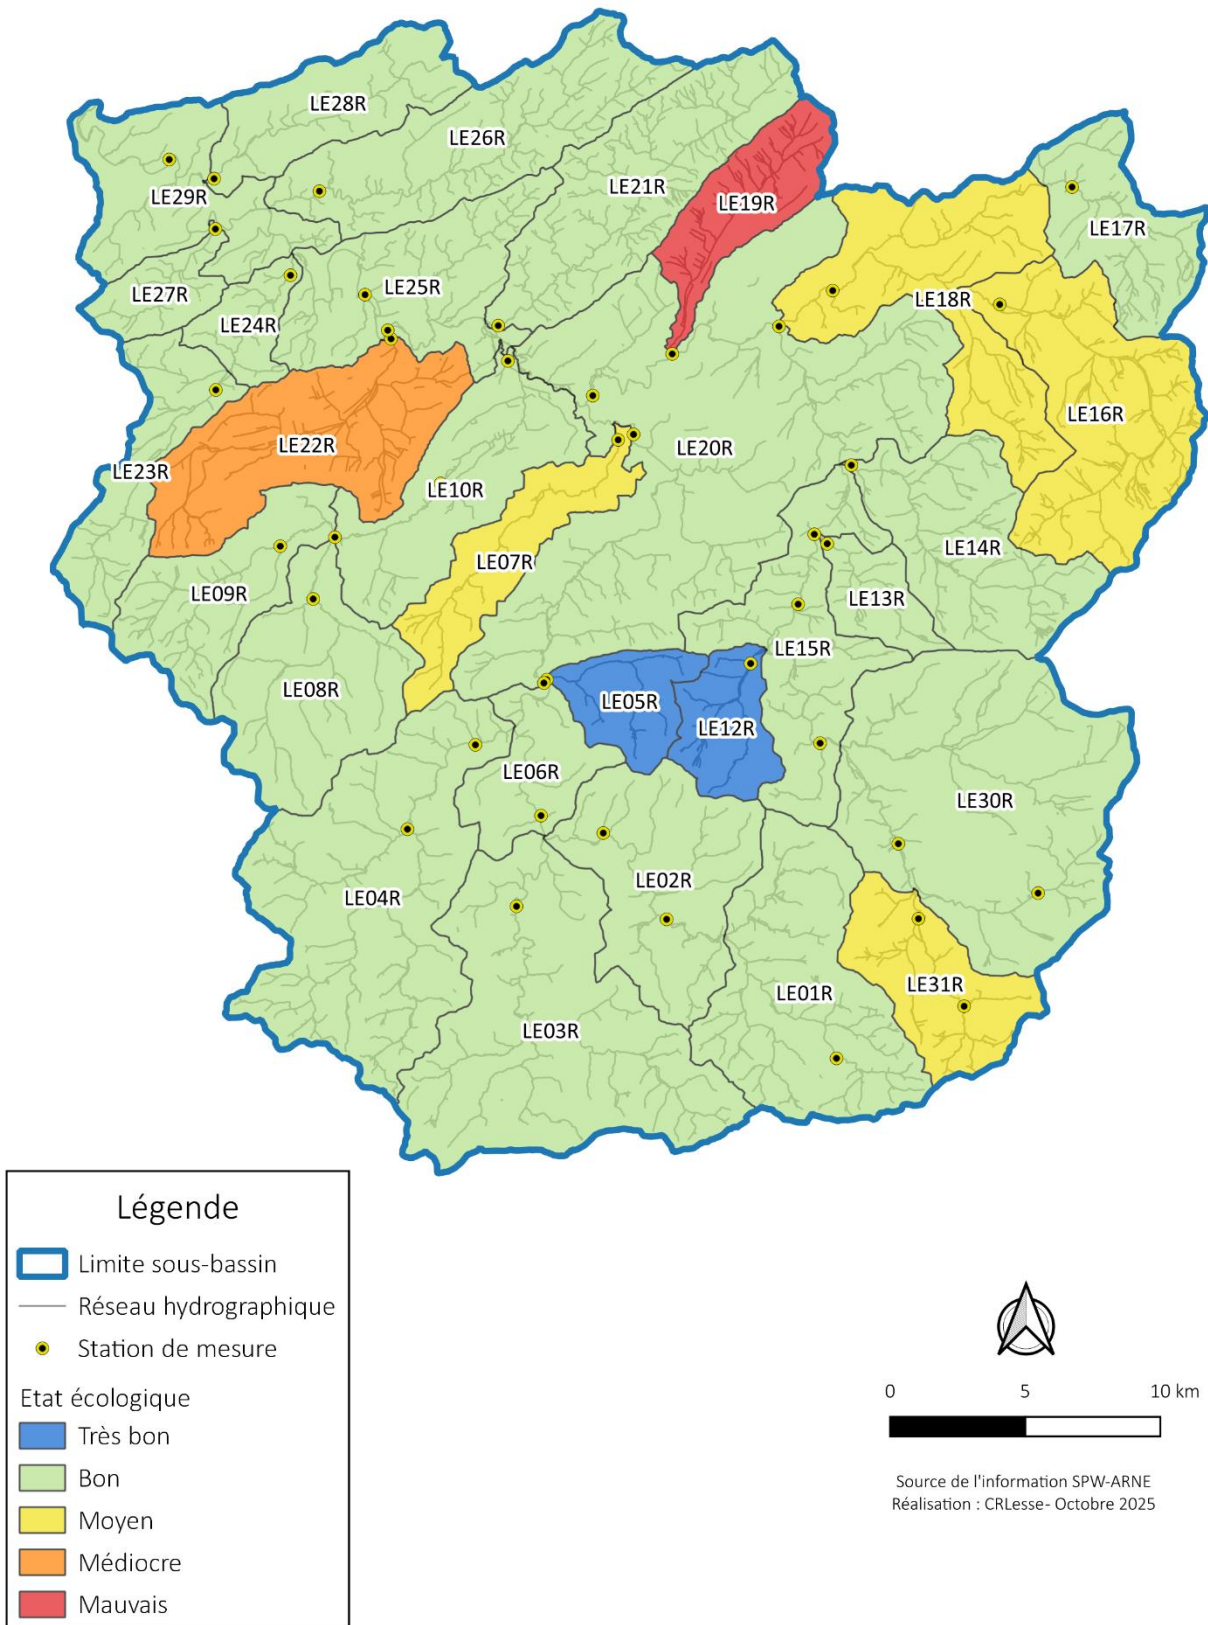 LE28R
LE26R
LE21R
LE29R
LE19R
LE17R
LE27R
LE25R
LE18R
LE24R
LE16R
LE22R
LE20R
LE23R
LE10R
LE14R
LE07R
LE09R
LE13R
LE15R
LE08R
LE05R
LE12R
LE06R
LE30R
LE02R
LE04R
LE31R
LE01R
LE03R
Légende
Limite sous-bassin
Réseau hydrographique
Station de mesure
Etat écologique
Très bon
Bon
Moyen
Médiocre
Mauvais
0 5 10 km
Source de l'information SPW-ARNE
Réalisation : CRLesse- Octobre 2025